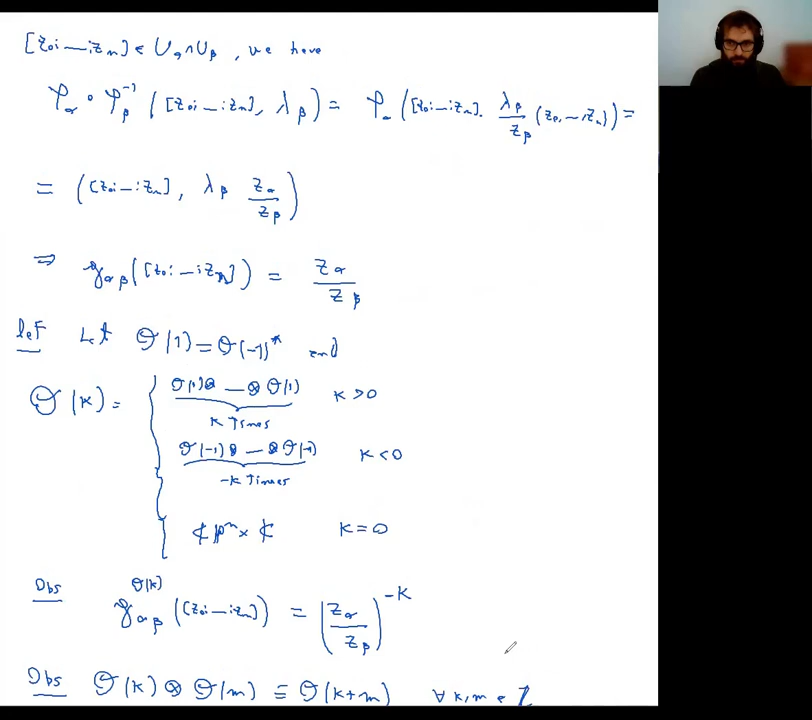 [z₀:—:zₙ] ∈ U_α ∩ U_β , we have
φ_α ∘ φ_β⁻¹ ([z₀:—:zₙ], λ_β) = φ_α ([z₀:—:zₙ], λ_β/z_β (z₀,—,zₙ)) =
= ([z₀:—:zₙ], λ_β z_α/z_β)
⇒ g_αβ ([z₀:—:zₙ]) = z_α/z_β
Def Let O(1) = O(-1)* and
O(k) = { O(1)⊗ — ⊗ O(1) k > 0
k times
O(-1)⊗ — ⊗ O(-1) k < 0
-k times
ℂPⁿ × ℂ k = 0
Obs g_αβ^O(k) ([z₀:—:zₙ]) = (z_α/z_β)^-k
Obs O(k) ⊗ O(m) ≅ O(k+m) ∀ k,m ∈ ℤ